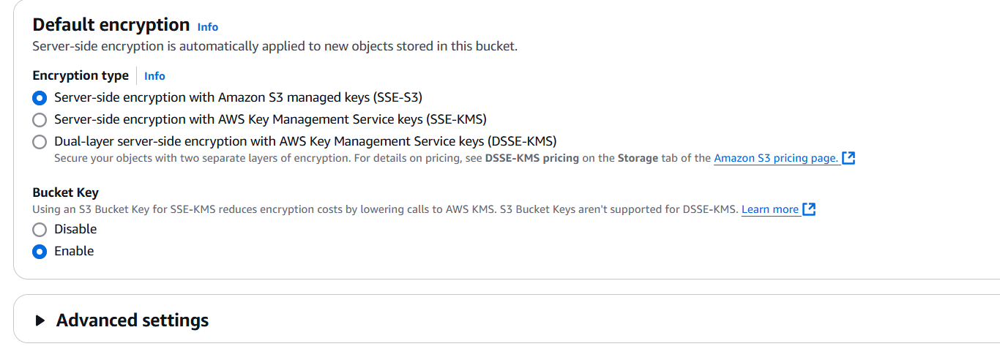 Default encryption Info
Server-side encryption is automatically applied to new objects stored in this bucket.
Encryption type Info
Server-side encryption with Amazon S3 managed keys (SSE-S3)
Server-side encryption with AWS Key Management Service keys (SSE-KMS)
Dual-layer server-side encryption with AWS Key Management Service keys (DSSE-KMS)
Secure your objects with two separate layers of encryption. For details on pricing, see DSSE-KMS pricing on the Storage tab of the Amazon S3 pricing page.
Bucket Key
Using an S3 Bucket Key for SSE-KMS reduces encryption costs by lowering calls to AWS KMS. S3 Bucket Keys aren't supported for DSSE-KMS. Learn more
Disable
Enable
Advanced settings